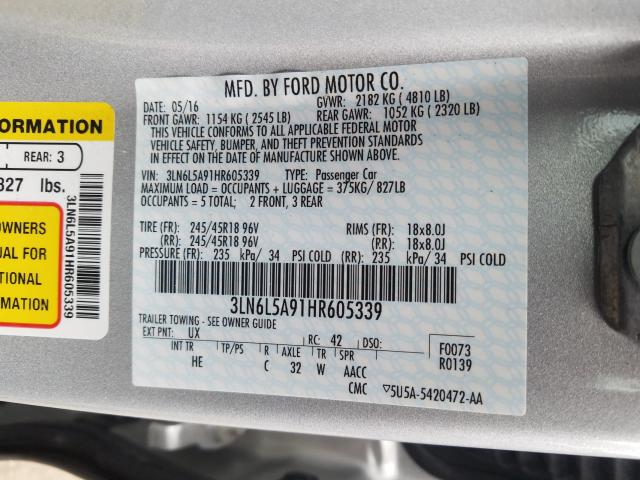 ORMATION
REAR: 3
827 lbs.
OWNERS
UAL FOR
TIONAL
RMATION
3LN6L5A91HR605339
MFD. BY FORD MOTOR CO.
DATE: 05/16 GVWR: 2182 KG ( 4810 LB)
FRONT GAWR: 1154 KG ( 2545 LB) REAR GAWR: 1052 KG ( 2320 LB)
THIS VEHICLE CONFORMS TO ALL APPLICABLE FEDERAL MOTOR
VEHICLE SAFETY, BUMPER, AND THEFT PREVENTION STANDARDS
IN EFFECT ON THE DATE OF MANUFACTURE SHOWN ABOVE.
VIN: 3LN6L5A91HR605339 TYPE: Passenger Car
MAXIMUM LOAD = OCCUPANTS + LUGGAGE = 375KG/ 827LB
OCCUPANTS = 5 TOTAL; 2 FRONT, 3 REAR
TIRE (FR): 245/45R18 96V RIMS (FR): 18x8.0J
(RR): 245/45R18 96V (RR): 18x8.0J
PRESSURE (FR): 235 kPa/ 34 PSI COLD (RR): 235 kPa/ 34 PSI COLD
3LN6L5A91HR605339
TRAILER TOWING - SEE OWNER GUIDE
EXT PNT: UX RC: 42 DSO:
INT TR TP/PS R AXLE TR SPR
HE C 32 W AACC
F0073
R0139
CMC ▽5U5A-5420472-AA